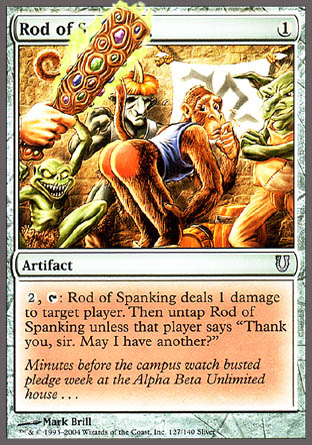 Rod of S
1
Artifact
2, : Rod of Spanking deals 1 damage
to target player. Then untap Rod of
Spanking unless that player says “Thank
you, sir. May I have another?”
Minutes before the campus watch busted
pledge week at the Alpha Beta Unlimited
house . . .
Mark Brill
™ & © 1993–2004 Wizards of the Coast, Inc. 127/140 Sliver